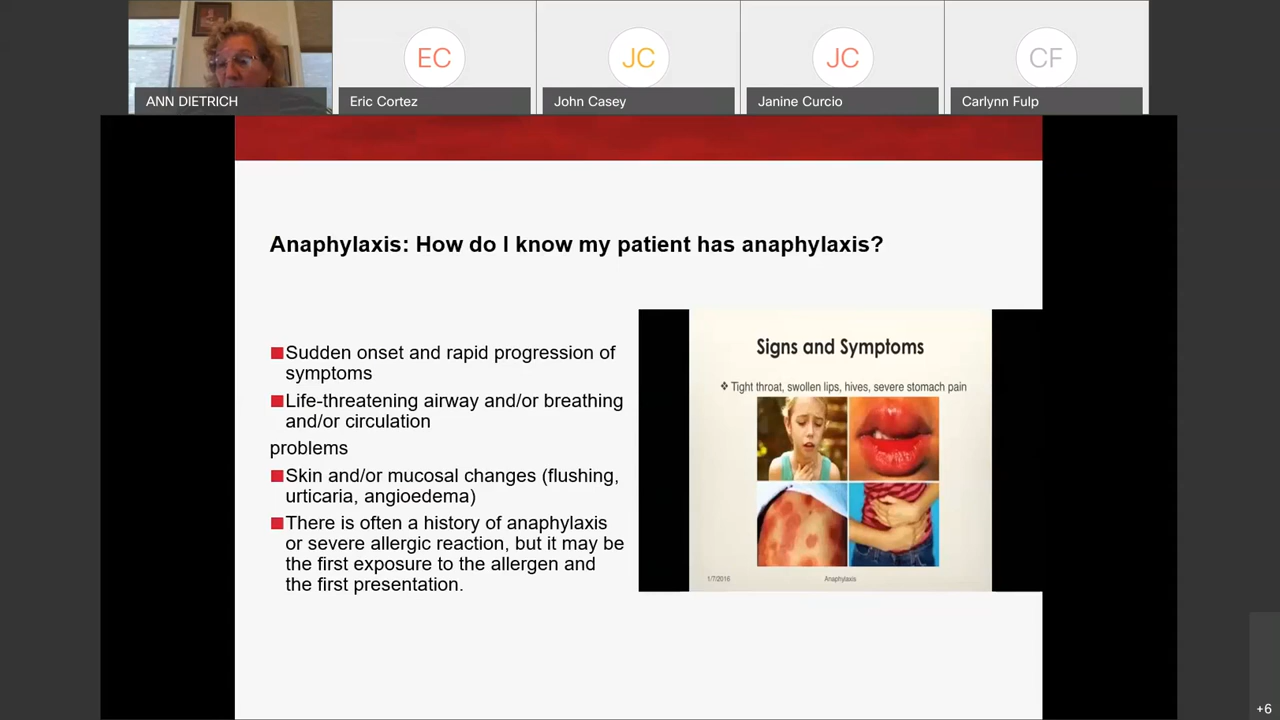 EC
JC
JC
CF
ANN DIETRICH
Eric Cortez
John Casey
Janine Curcio
Carlynn Fulp
Anaphylaxis: How do I know my patient has anaphylaxis?
Sudden onset and rapid progression of
symptoms
Life-threatening airway and/or breathing
and/or circulation
problems
Skin and/or mucosal changes (flushing,
urticaria, angioedema)
There is often a history of anaphylaxis
or severe allergic reaction, but it may be
the first exposure to the allergen and
the first presentation.
Signs and Symptoms
❖ Tight throat, swollen lips, hives, severe stomach pain
1/7/2016
Anaphylaxis
+6